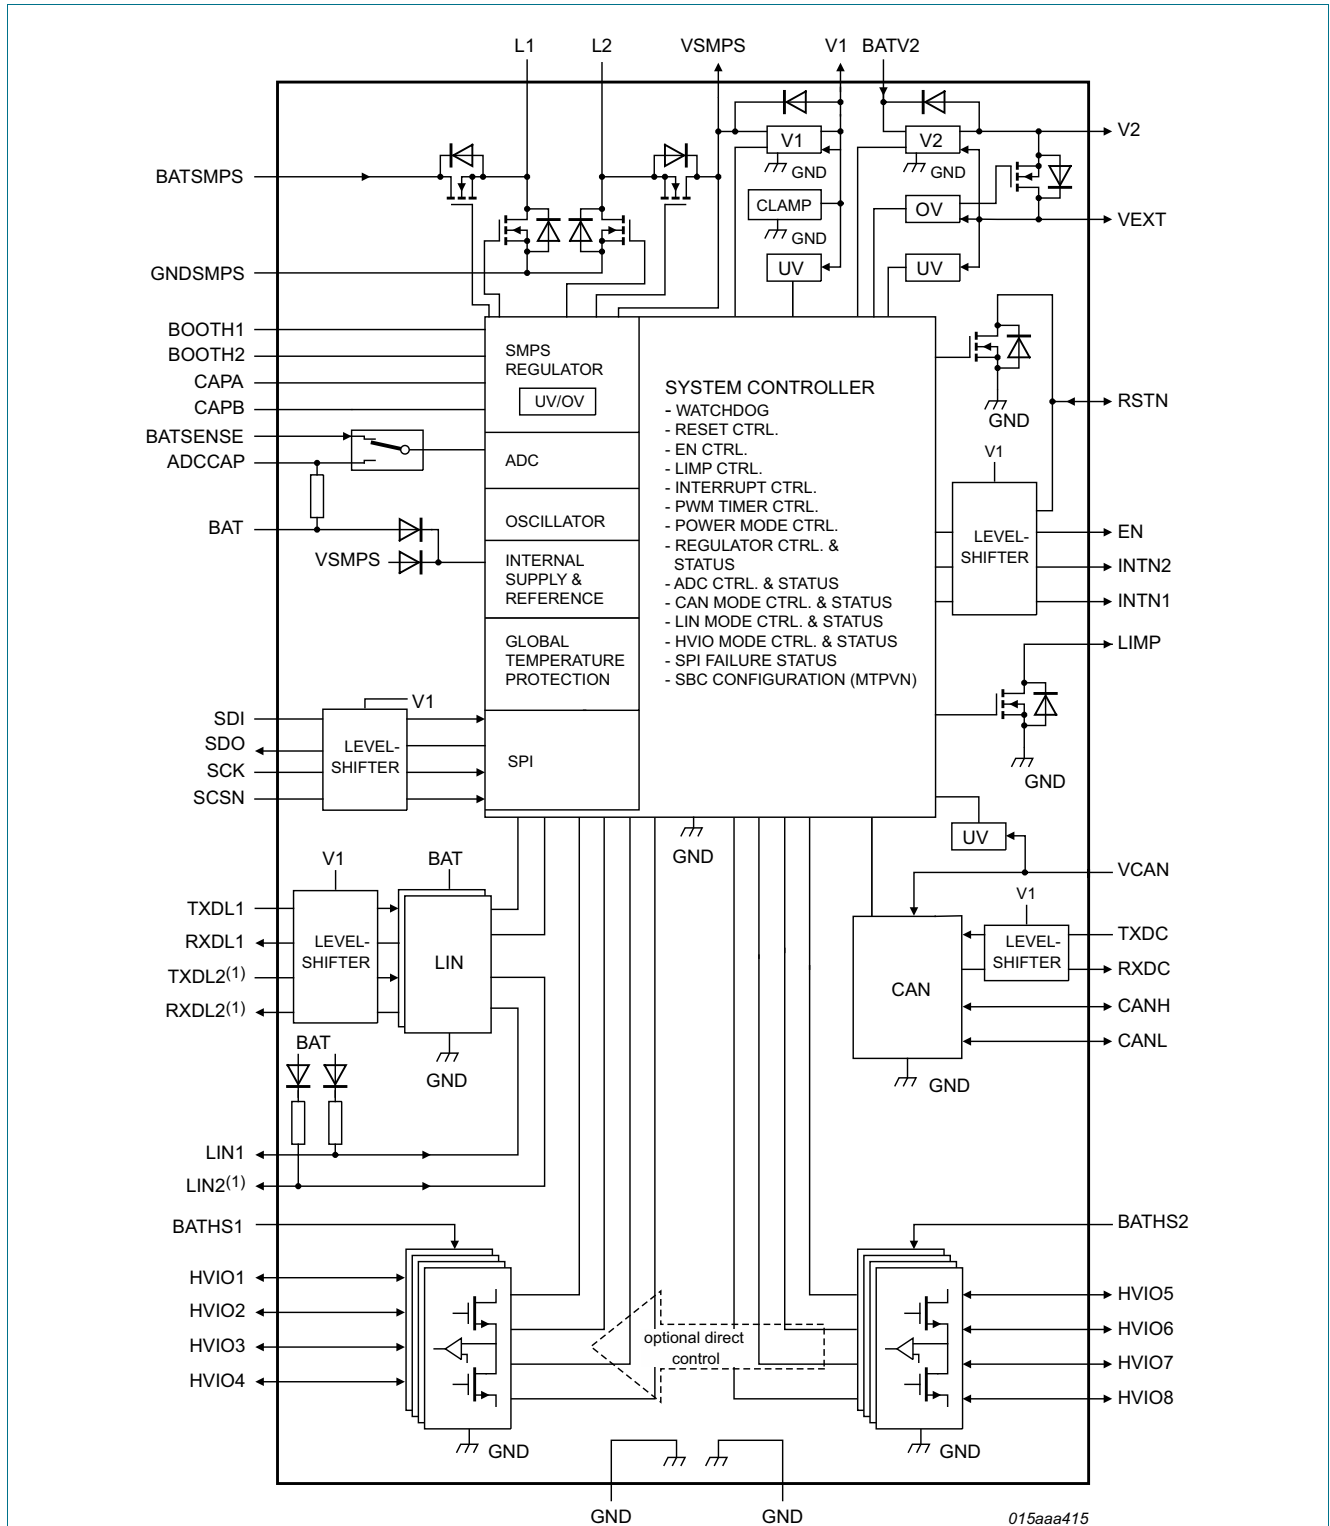 L1
L2
VSMPS
V1
BATV2
V1
GND
V2
GND
V2
BATSMPS
CLAMP
GND
OV
VEXT
GNDSMPS
UV
UV
BOOTH1
BOOTH2
CAPA
CAPB
BATSENSE
ADCCAP
BAT
VSMPS
SMPS
REGULATOR
UV/OV
ADC
OSCILLATOR
INTERNAL
SUPPLY &
REFERENCE
GLOBAL
TEMPERATURE
PROTECTION
SPI
SYSTEM CONTROLLER
- WATCHDOG
- RESET CTRL.
- EN CTRL.
- LIMP CTRL.
- INTERRUPT CTRL.
- PWM TIMER CTRL.
- POWER MODE CTRL.
- REGULATOR CTRL. &
STATUS
- ADC CTRL. & STATUS
- CAN MODE CTRL. & STATUS
- LIN MODE CTRL. & STATUS
- HVIO MODE CTRL. & STATUS
- SPI FAILURE STATUS
- SBC CONFIGURATION (MTPVN)
GND
RSTN
V1
LEVEL-
SHIFTER
EN
INTN2
INTN1
LIMP
GND
V1
SDI
SDO
SCK
SCSN
LEVEL-
SHIFTER
GND
UV
VCAN
V1
BAT
TXDL1
RXDL1
TXDL2(1)
RXDL2(1)
LEVEL-
SHIFTER
LIN
GND
V1
LEVEL-
SHIFTER
CAN
GND
TXDC
RXDC
CANH
CANL
BAT
LIN1
LIN2(1)
BATHS1
HVIO1
HVIO2
HVIO3
HVIO4
GND
optional direct
control
BATHS2
HVIO5
HVIO6
HVIO7
HVIO8
GND
GND
GND
015aaa415